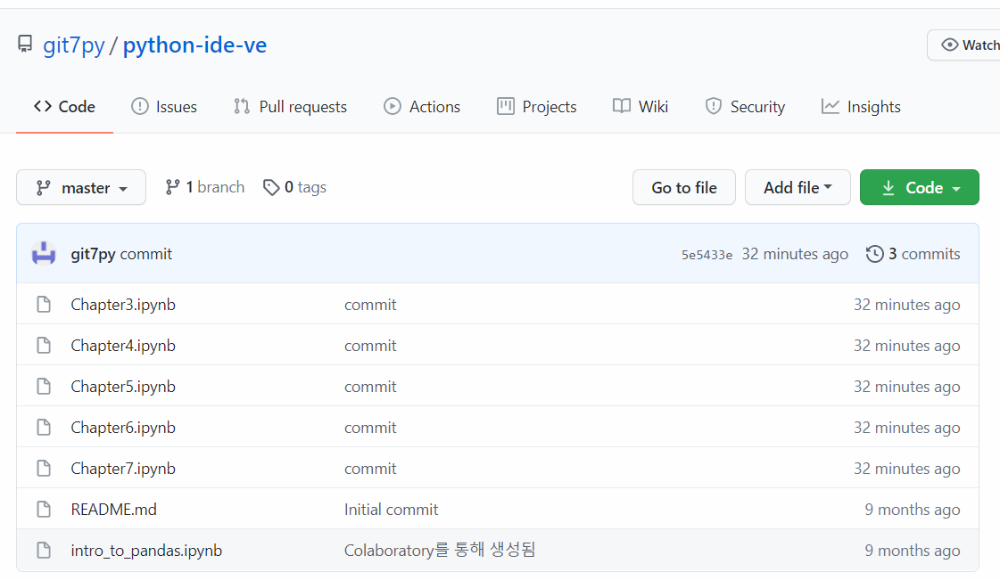 git7py / python-ide-ve
Watch
Code Issues Pull requests Actions Projects Wiki Security Insights
master 1 branch 0 tags Go to file Add file Code
git7py commit 5e5433e 32 minutes ago 3 commits
Chapter3.ipynb commit 32 minutes ago
Chapter4.ipynb commit 32 minutes ago
Chapter5.ipynb commit 32 minutes ago
Chapter6.ipynb commit 32 minutes ago
Chapter7.ipynb commit 32 minutes ago
README.md Initial commit 9 months ago
intro_to_pandas.ipynb Colaboratory를 통해 생성됨 9 months ago